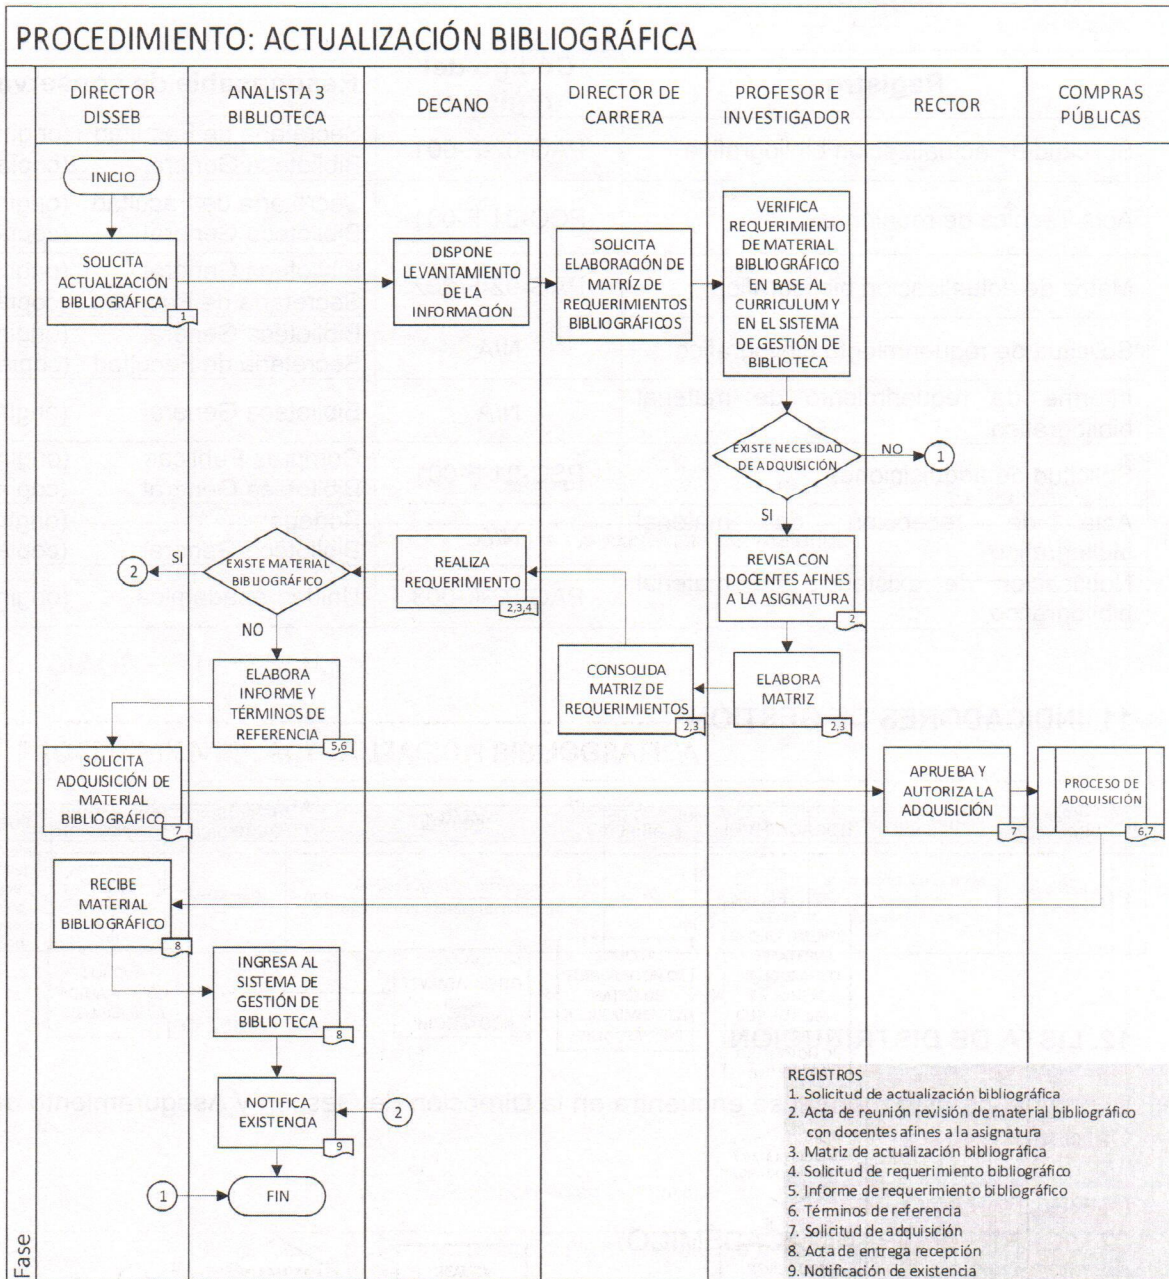 PROCEDIMIENTO: ACTUALIZACIÓN BIBLIOGRÁFICA
DIRECTOR
DISSEB
ANALISTA 3
BIBLIOTECA
DECANO
DIRECTOR DE
CARRERA
PROFESOR E
INVESTIGADOR
RECTOR
COMPRAS
PÚBLICAS
INICIO
SOLICITA
ACTUALIZACIÓN
BIBLIOGRÁFICA
1
DISPONE
LEVANTAMIENTO
DE LA
INFORMACIÓN
SOLICITA
ELABORACIÓN DE
MATRÍZ DE
REQUERIMIENTOS
BIBLIOGRÁFICOS
VERIFICA
REQUERIMIENTO
DE MATERIAL
BIBLIOGRÁFICO
EN BASE AL
CURRICULUM Y
EN EL SISTEMA
DE GESTIÓN DE
BIBLIOTECA
EXISTE NECESIDAD
DE ADQUISICIÓN
NO
1
SI
REVISA CON
DOCENTES AFINES
A LA ASIGNATURA
2
ELABORA
MATRIZ
2,3
CONSOLIDA
MATRIZ DE
REQUERIMIENTOS
2,3
REALIZA
REQUERIMIENTO
2,3,4
EXISTE MATERIAL
BIBLIOGRÁFICO
SI
2
NO
ELABORA
INFORME Y
TÉRMINOS DE
REFERENCIA
5,6
SOLICITA
ADQUISICIÓN DE
MATERIAL
BIBLIOGRÁFICO
7
APRUEBA Y
AUTORIZA LA
ADQUISICIÓN
7
PROCESO DE
ADQUISICIÓN
6,7
RECIBE
MATERIAL
BIBLIOGRÁFICO
8
INGRESA AL
SISTEMA DE
GESTIÓN DE
BIBLIOTECA
8
NOTIFICA
EXISTENCIA
9
2
1
FIN
Fase
REGISTROS
1. Solicitud de actualización bibliográfica
2. Acta de reunión revisión de material bibliográfico
con docentes afines a la asignatura
3. Matriz de actualización bibliográfica
4. Solicitud de requerimiento bibliográfico
5. Informe de requerimiento bibliográfico
6. Términos de referencia
7. Solicitud de adquisición
8. Acta de entrega recepción
9. Notificación de existencia